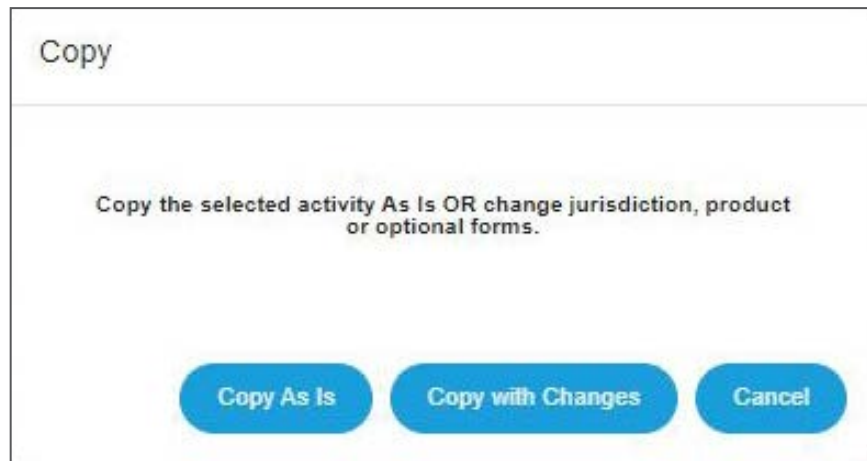 Copy
Copy the selected activity As Is OR change jurisdiction, product
or optional forms.
Copy As Is
Copy with Changes
Cancel